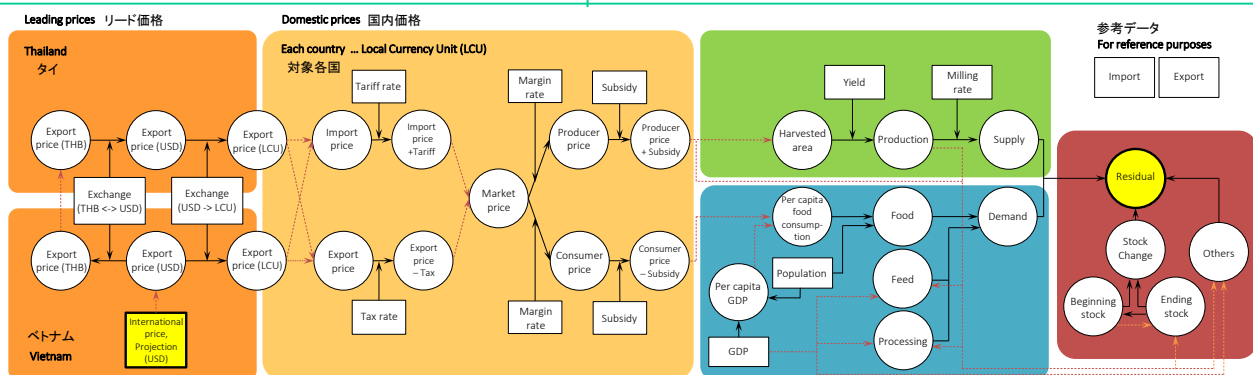 Leading prices リード価格
Domestic prices 国内価格
Thailand
タイ
Each country … Local Currency Unit (LCU)
対象各国
参考データ
For reference purposes
Import
Export
Tariff rate
Margin
rate
Subsidy
Yield
Milling
rate
Export
price (THB)
Export
price (USD)
Export
price (LCU)
Import
price
Import
price
+Tariff
Producer
price
Producer
price
+ Subsidy
Harvested
area
Production
Supply
Exchange
(THB <-> USD)
Exchange
(USD -> LCU)
Market
price
Residual
Export
price (THB)
Export
price (USD)
Export
price (LCU)
Export
price
Export
price
– Tax
Consumer
price
Consumer
price
– Subsidy
Per capita
food
consump-
tion
Food
Demand
Stock
Change
Others
Population
Feed
Per capita
GDP
Beginning
stock
Ending
stock
Tax rate
Margin
rate
Subsidy
GDP
Processing
ベトナム
Vietnam
International
price,
Projection
(USD)